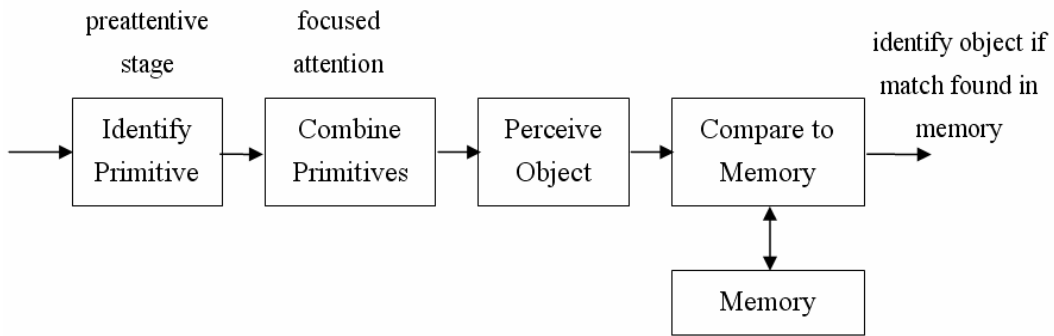 preattentive
stage
focused
attention
identify object if
match found in
memory
Identify
Primitive
Combine
Primitives
Perceive
Object
Compare to
Memory
Memory